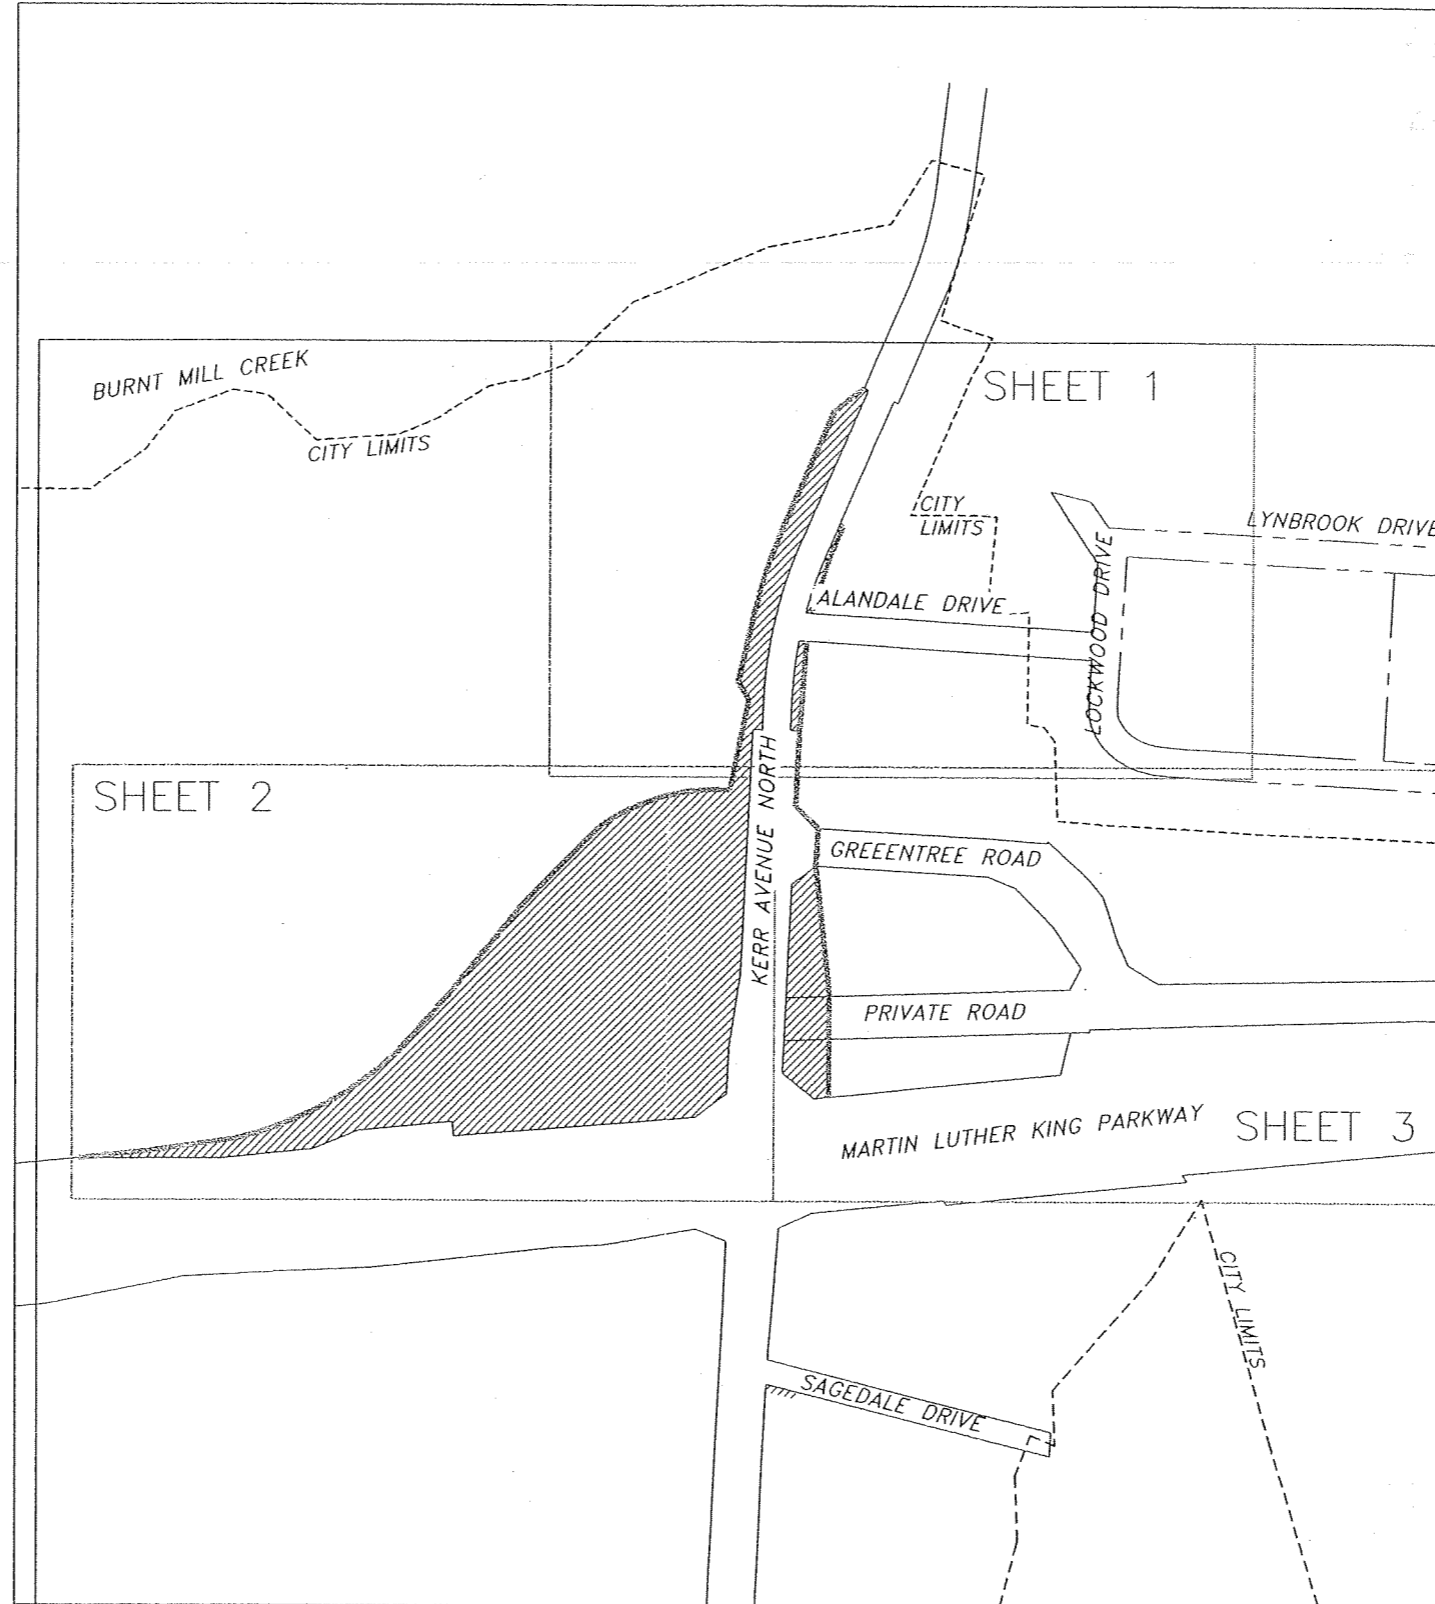 BURNT MILL CREEK
CITY LIMITS
SHEET 1
CITY
LIMITS
LYNBROOK DRIVE
LOCKWOOD DRIVE
ALANDALE DRIVE
SHEET 2
KERR AVENUE NORTH
GREEENTREE ROAD
PRIVATE ROAD
MARTIN LUTHER KING PARKWAY
SHEET 3
CITY LIMITS
SAGEDALE DRIVE